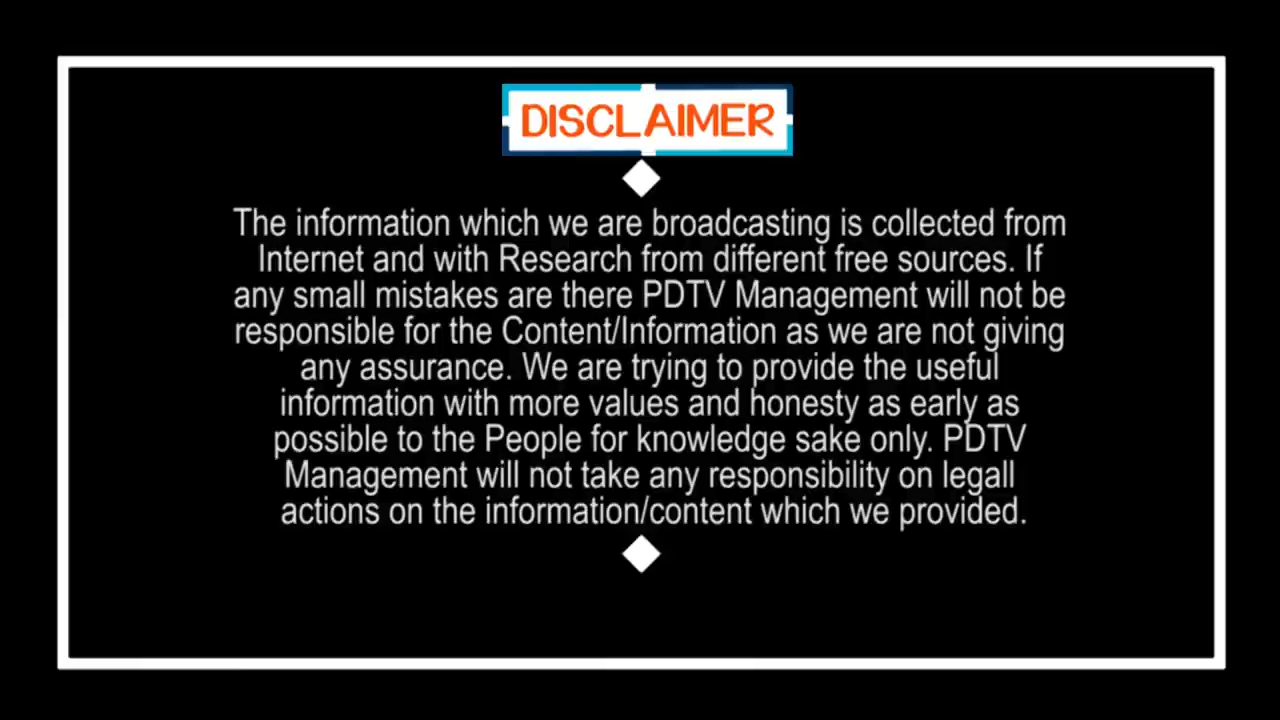 DISCLAIMER
The information which we are broadcasting is collected from
Internet and with Research from different free sources. If
any small mistakes are there PDTV Management will not be
responsible for the Content/Information as we are not giving
any assurance. We are trying to provide the useful
information with more values and honesty as early as
possible to the People for knowledge sake only. PDTV
Management will not take any responsibility on legall
actions on the information/content which we provided.